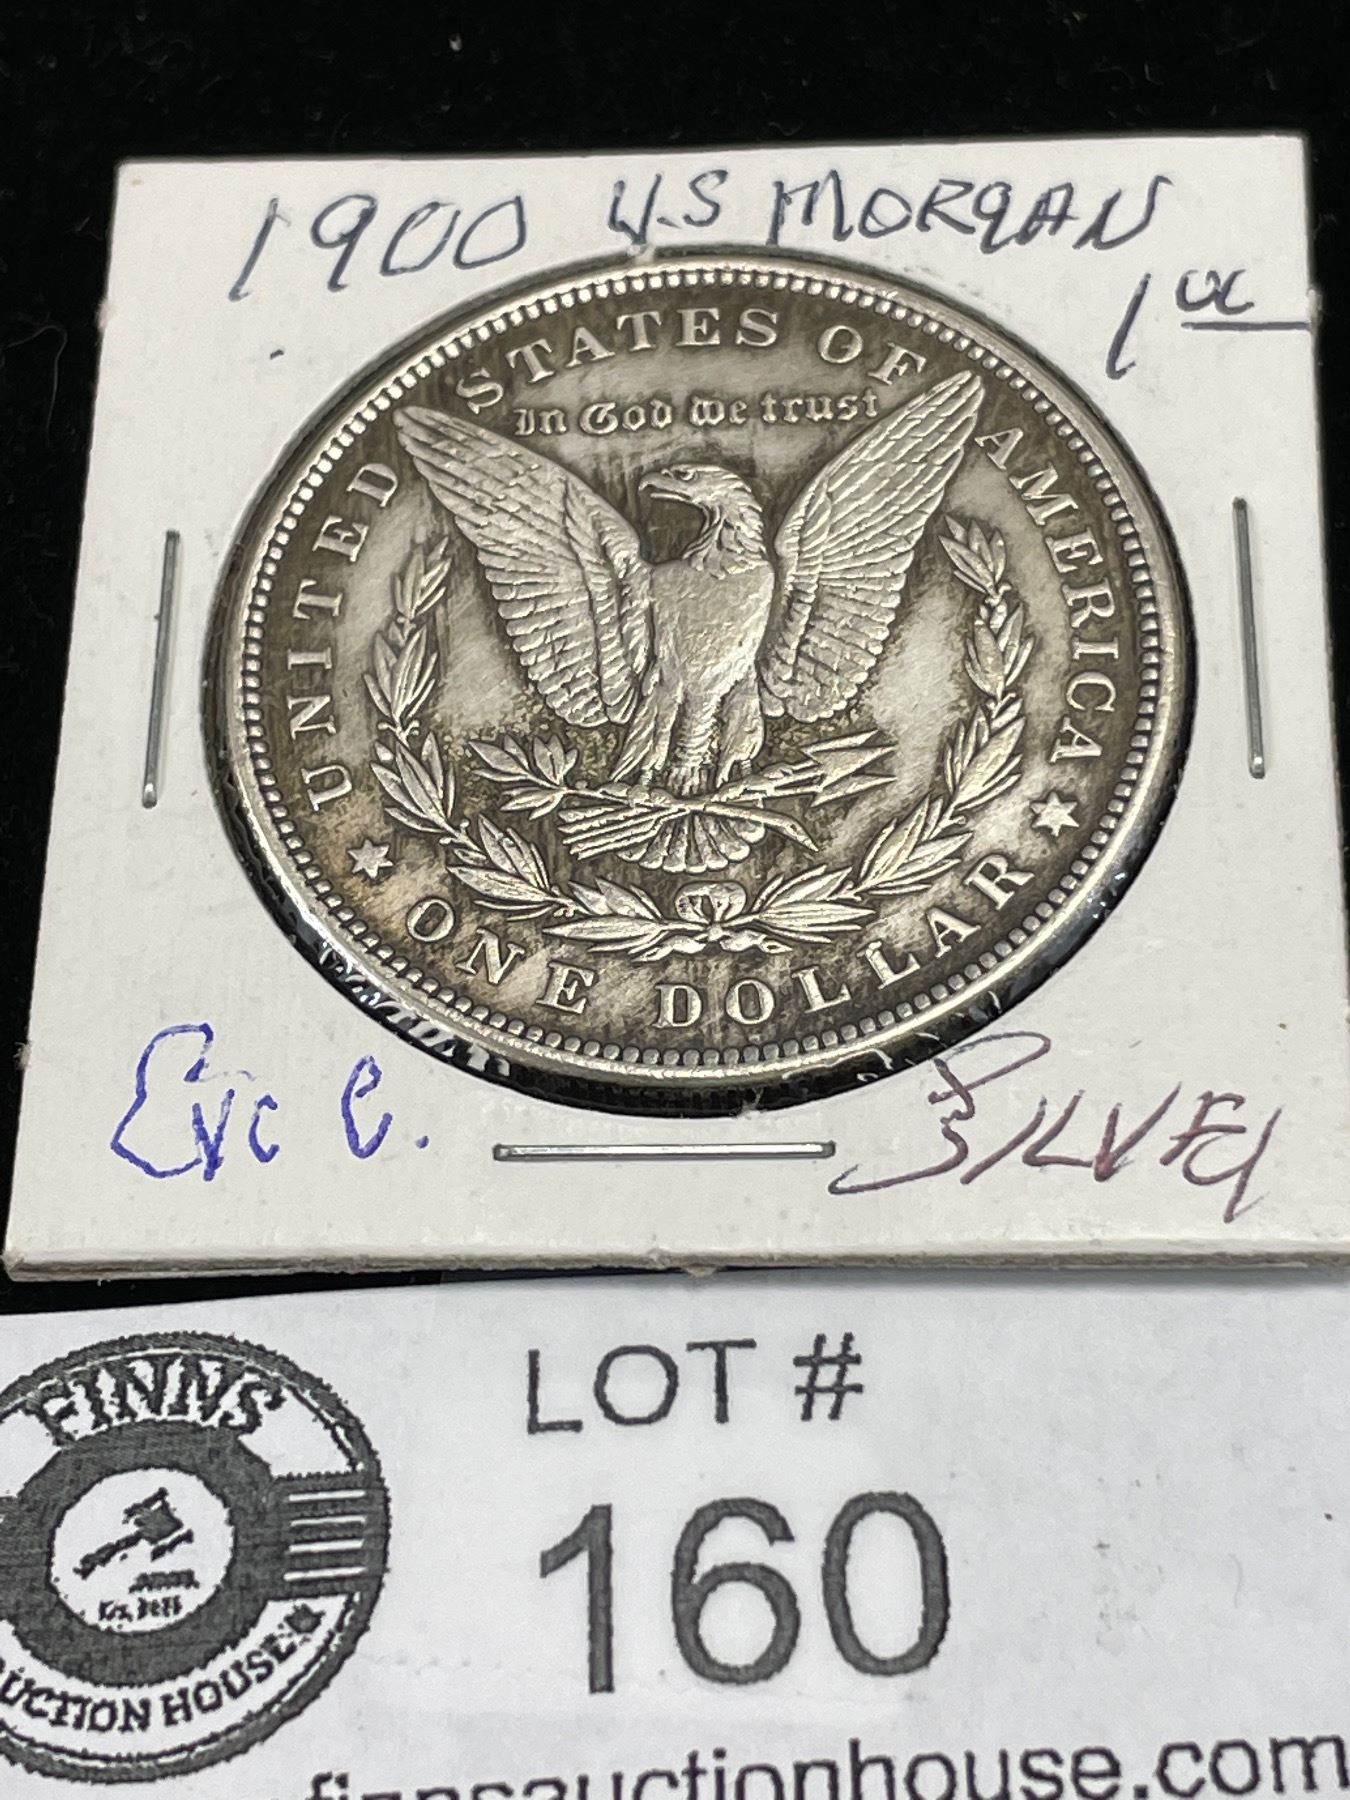 1900 U.S MORGAN
1 00
UNITED STATES OF AMERICA
In God we trust
ONE DOLLAR
SILVER
FINNS
AUCTION HOUSE
LOT #
160
finnsauctionhouse.com